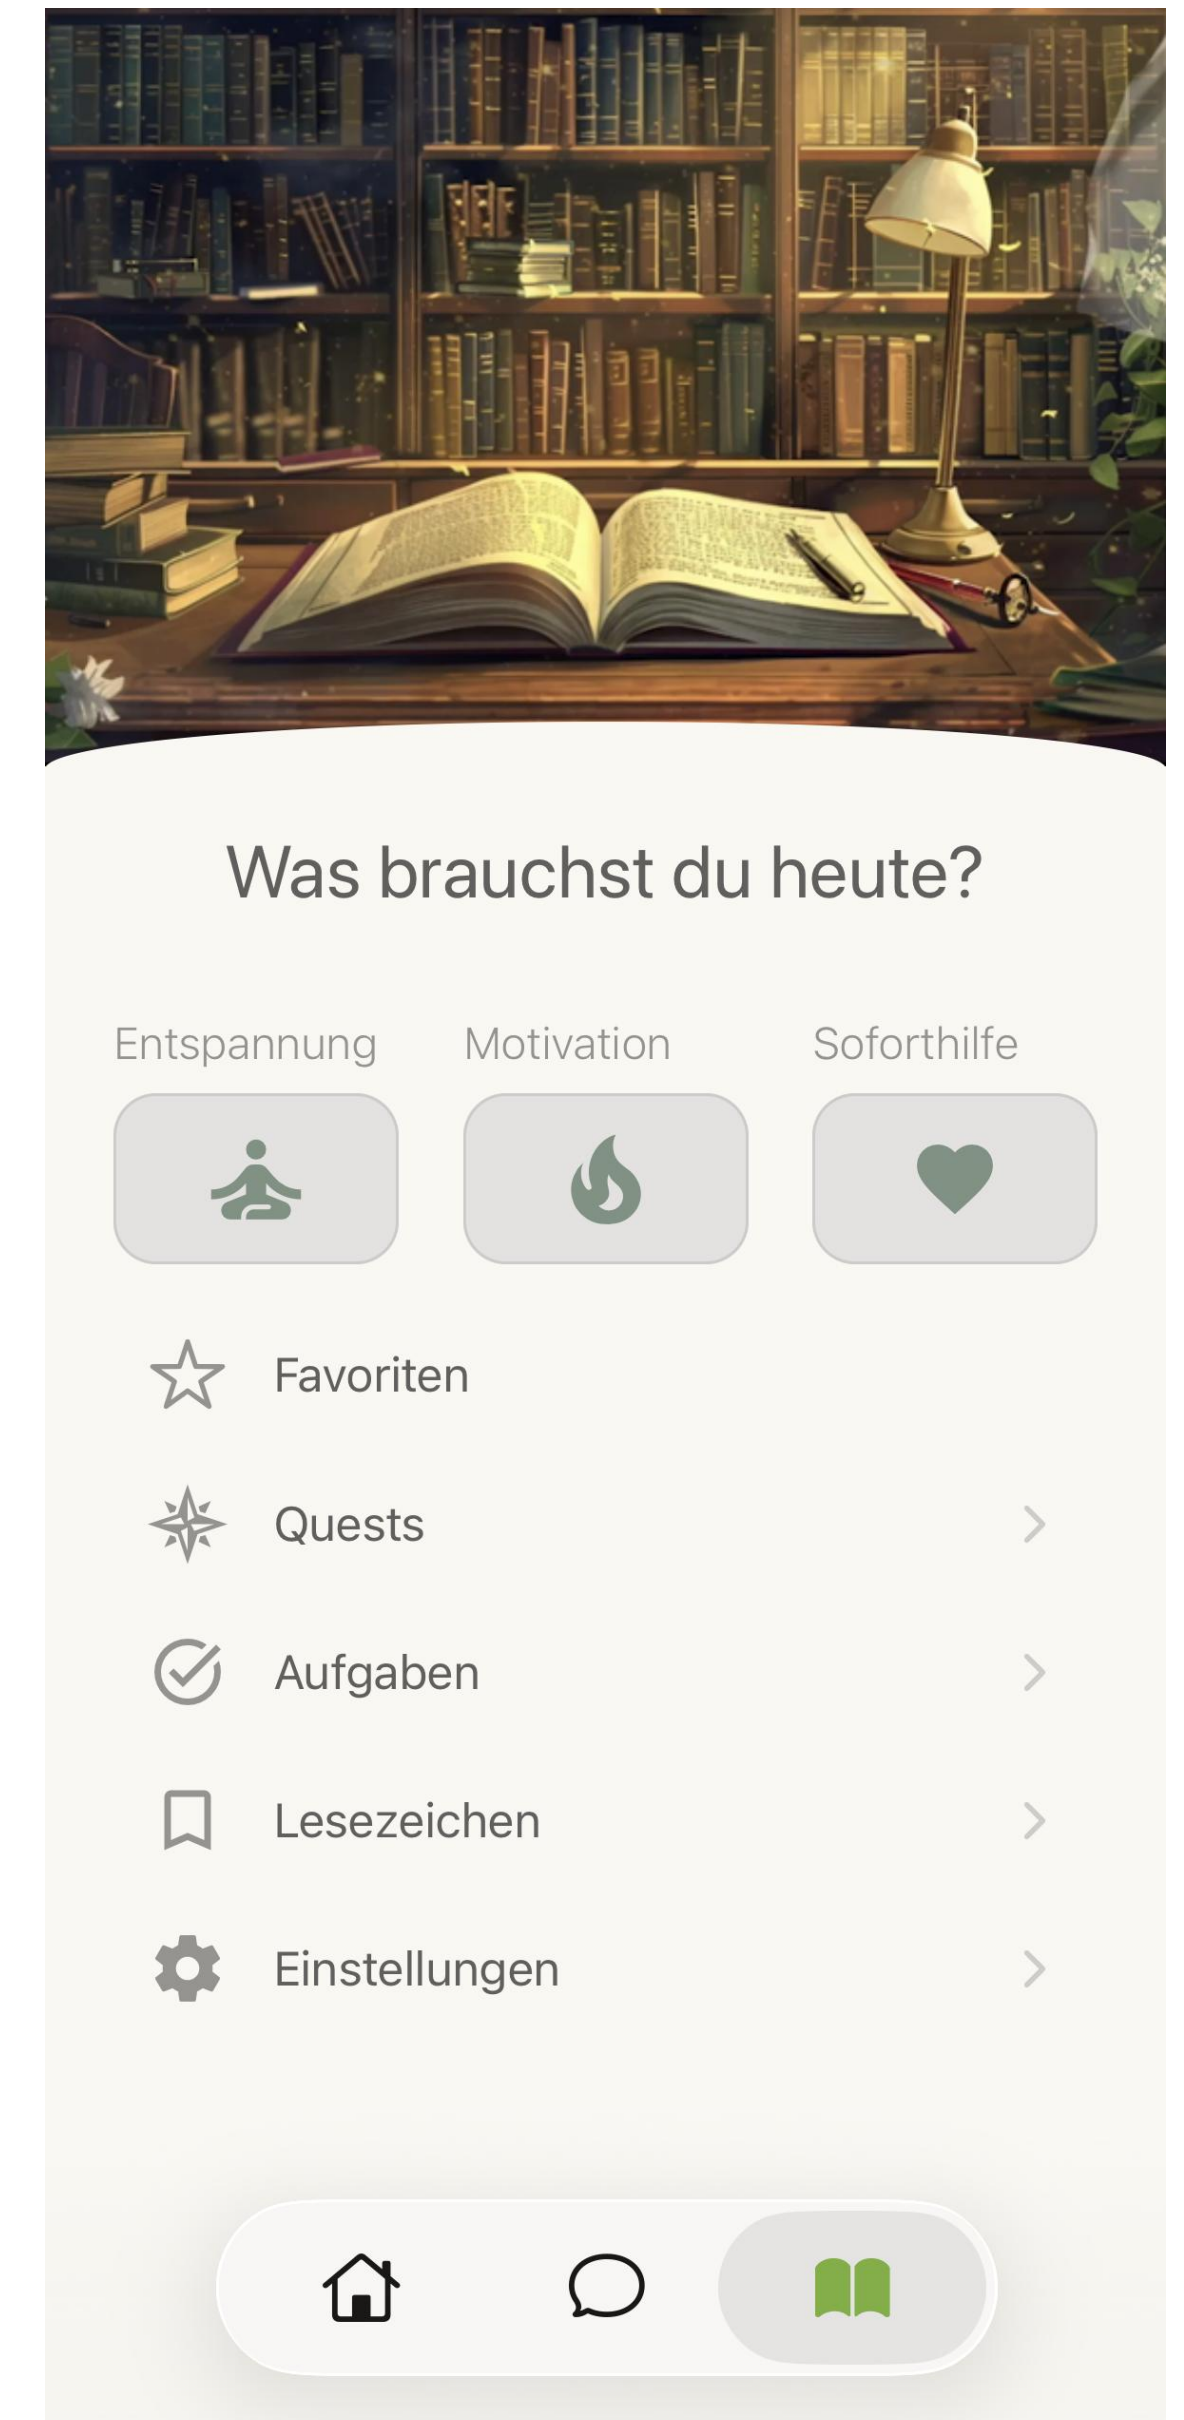 Was brauchst du heute?
Entspannung
Motivation
Soforthilfe
Favoriten
Quests
Aufgaben
Lesezeichen
Einstellungen